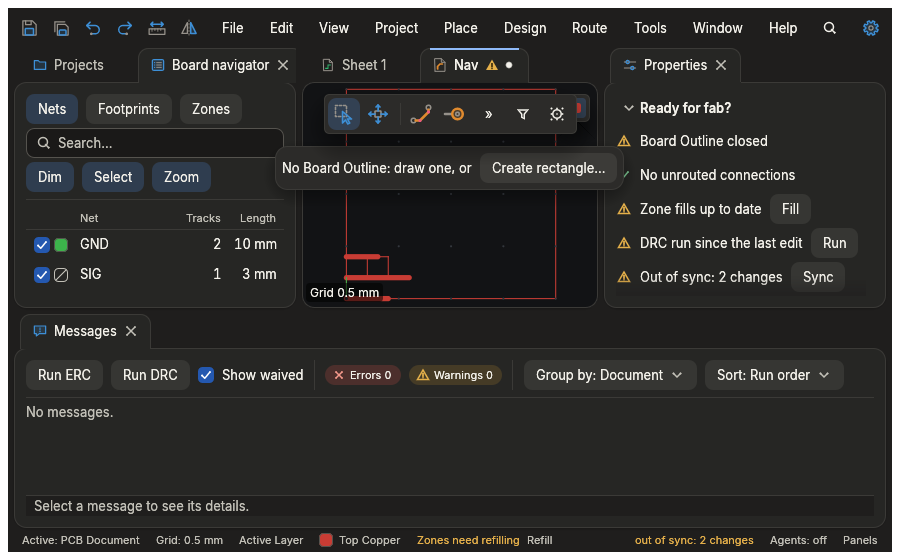 File Edit View Project Place Design Route Tools Window Help
Projects Board navigator Sheet 1 Nav Properties
Nets Footprints Zones
Search...
Dim Select Zoom
Net Tracks Length
GND 2 10 mm
SIG 1 3 mm
No Board Outline: draw one, or Create rectangle...
Grid 0.5 mm
Ready for fab?
Board Outline closed
No unrouted connections
Zone fills up to date Fill
DRC run since the last edit Run
Out of sync: 2 changes Sync
Messages
Run ERC Run DRC Show waived Errors 0 Warnings 0 Group by: Document Sort: Run order
No messages.
Select a message to see its details.
Active: PCB Document Grid: 0.5 mm Active Layer Top Copper Zones need refilling Refill out of sync: 2 changes Agents: off Panels